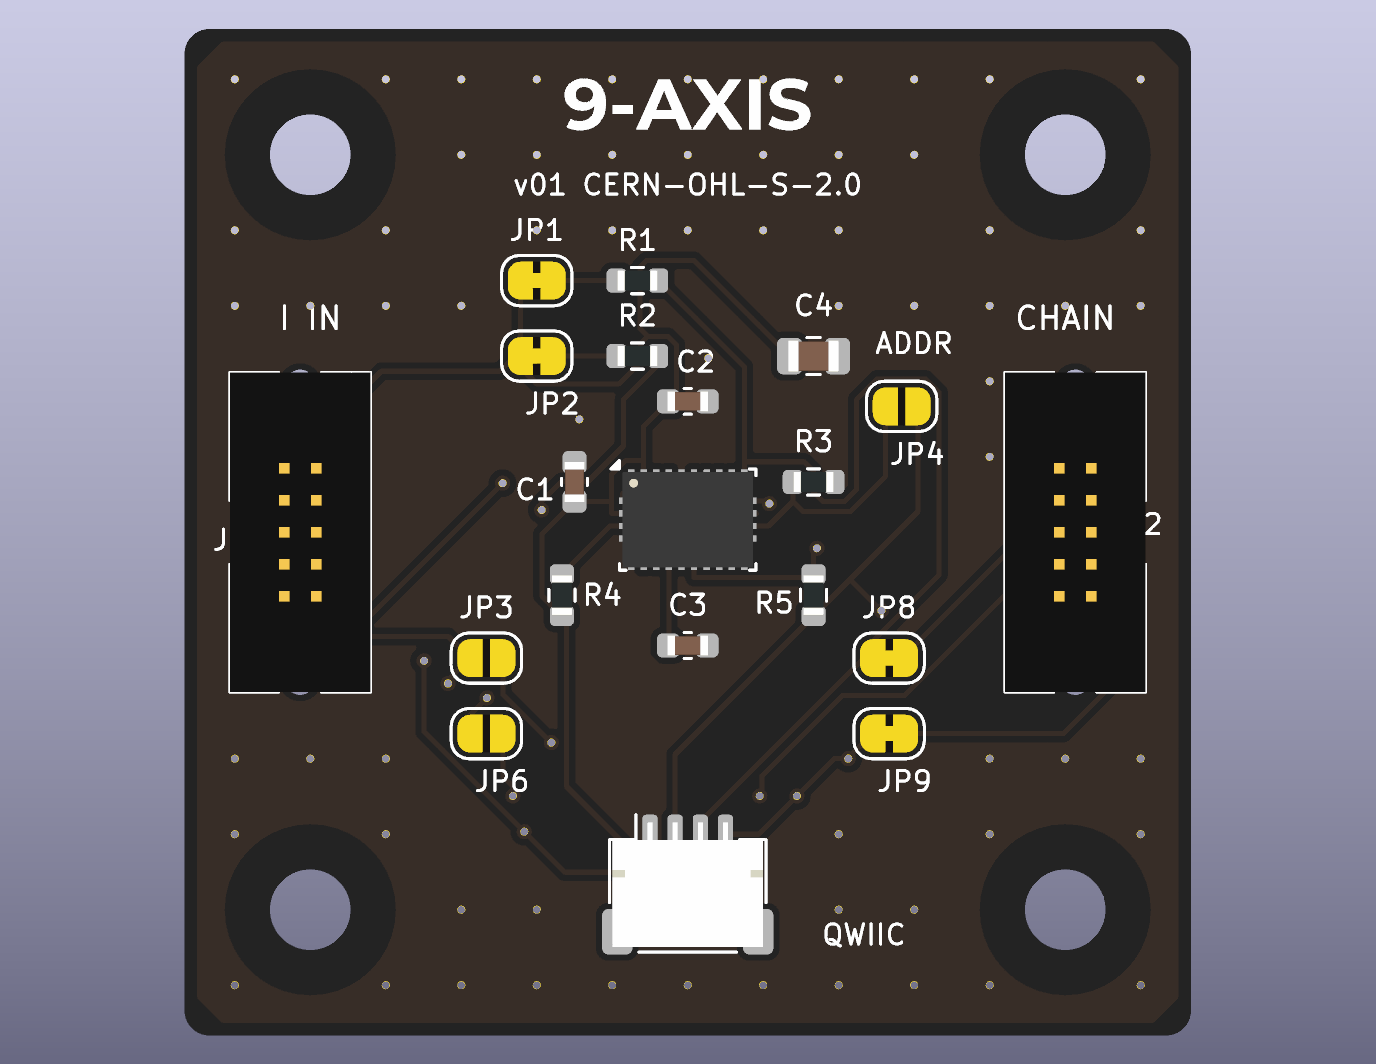 9-AXIS
v01 CERN-OHL-S-2.0
JP1
R1
C4
I IN
R2
CHAIN
ADDR
C2
JP2
R3
JP4
C1
J
2
R4
R5
C3
JP3
JP8
JP6
JP9
QWIIC